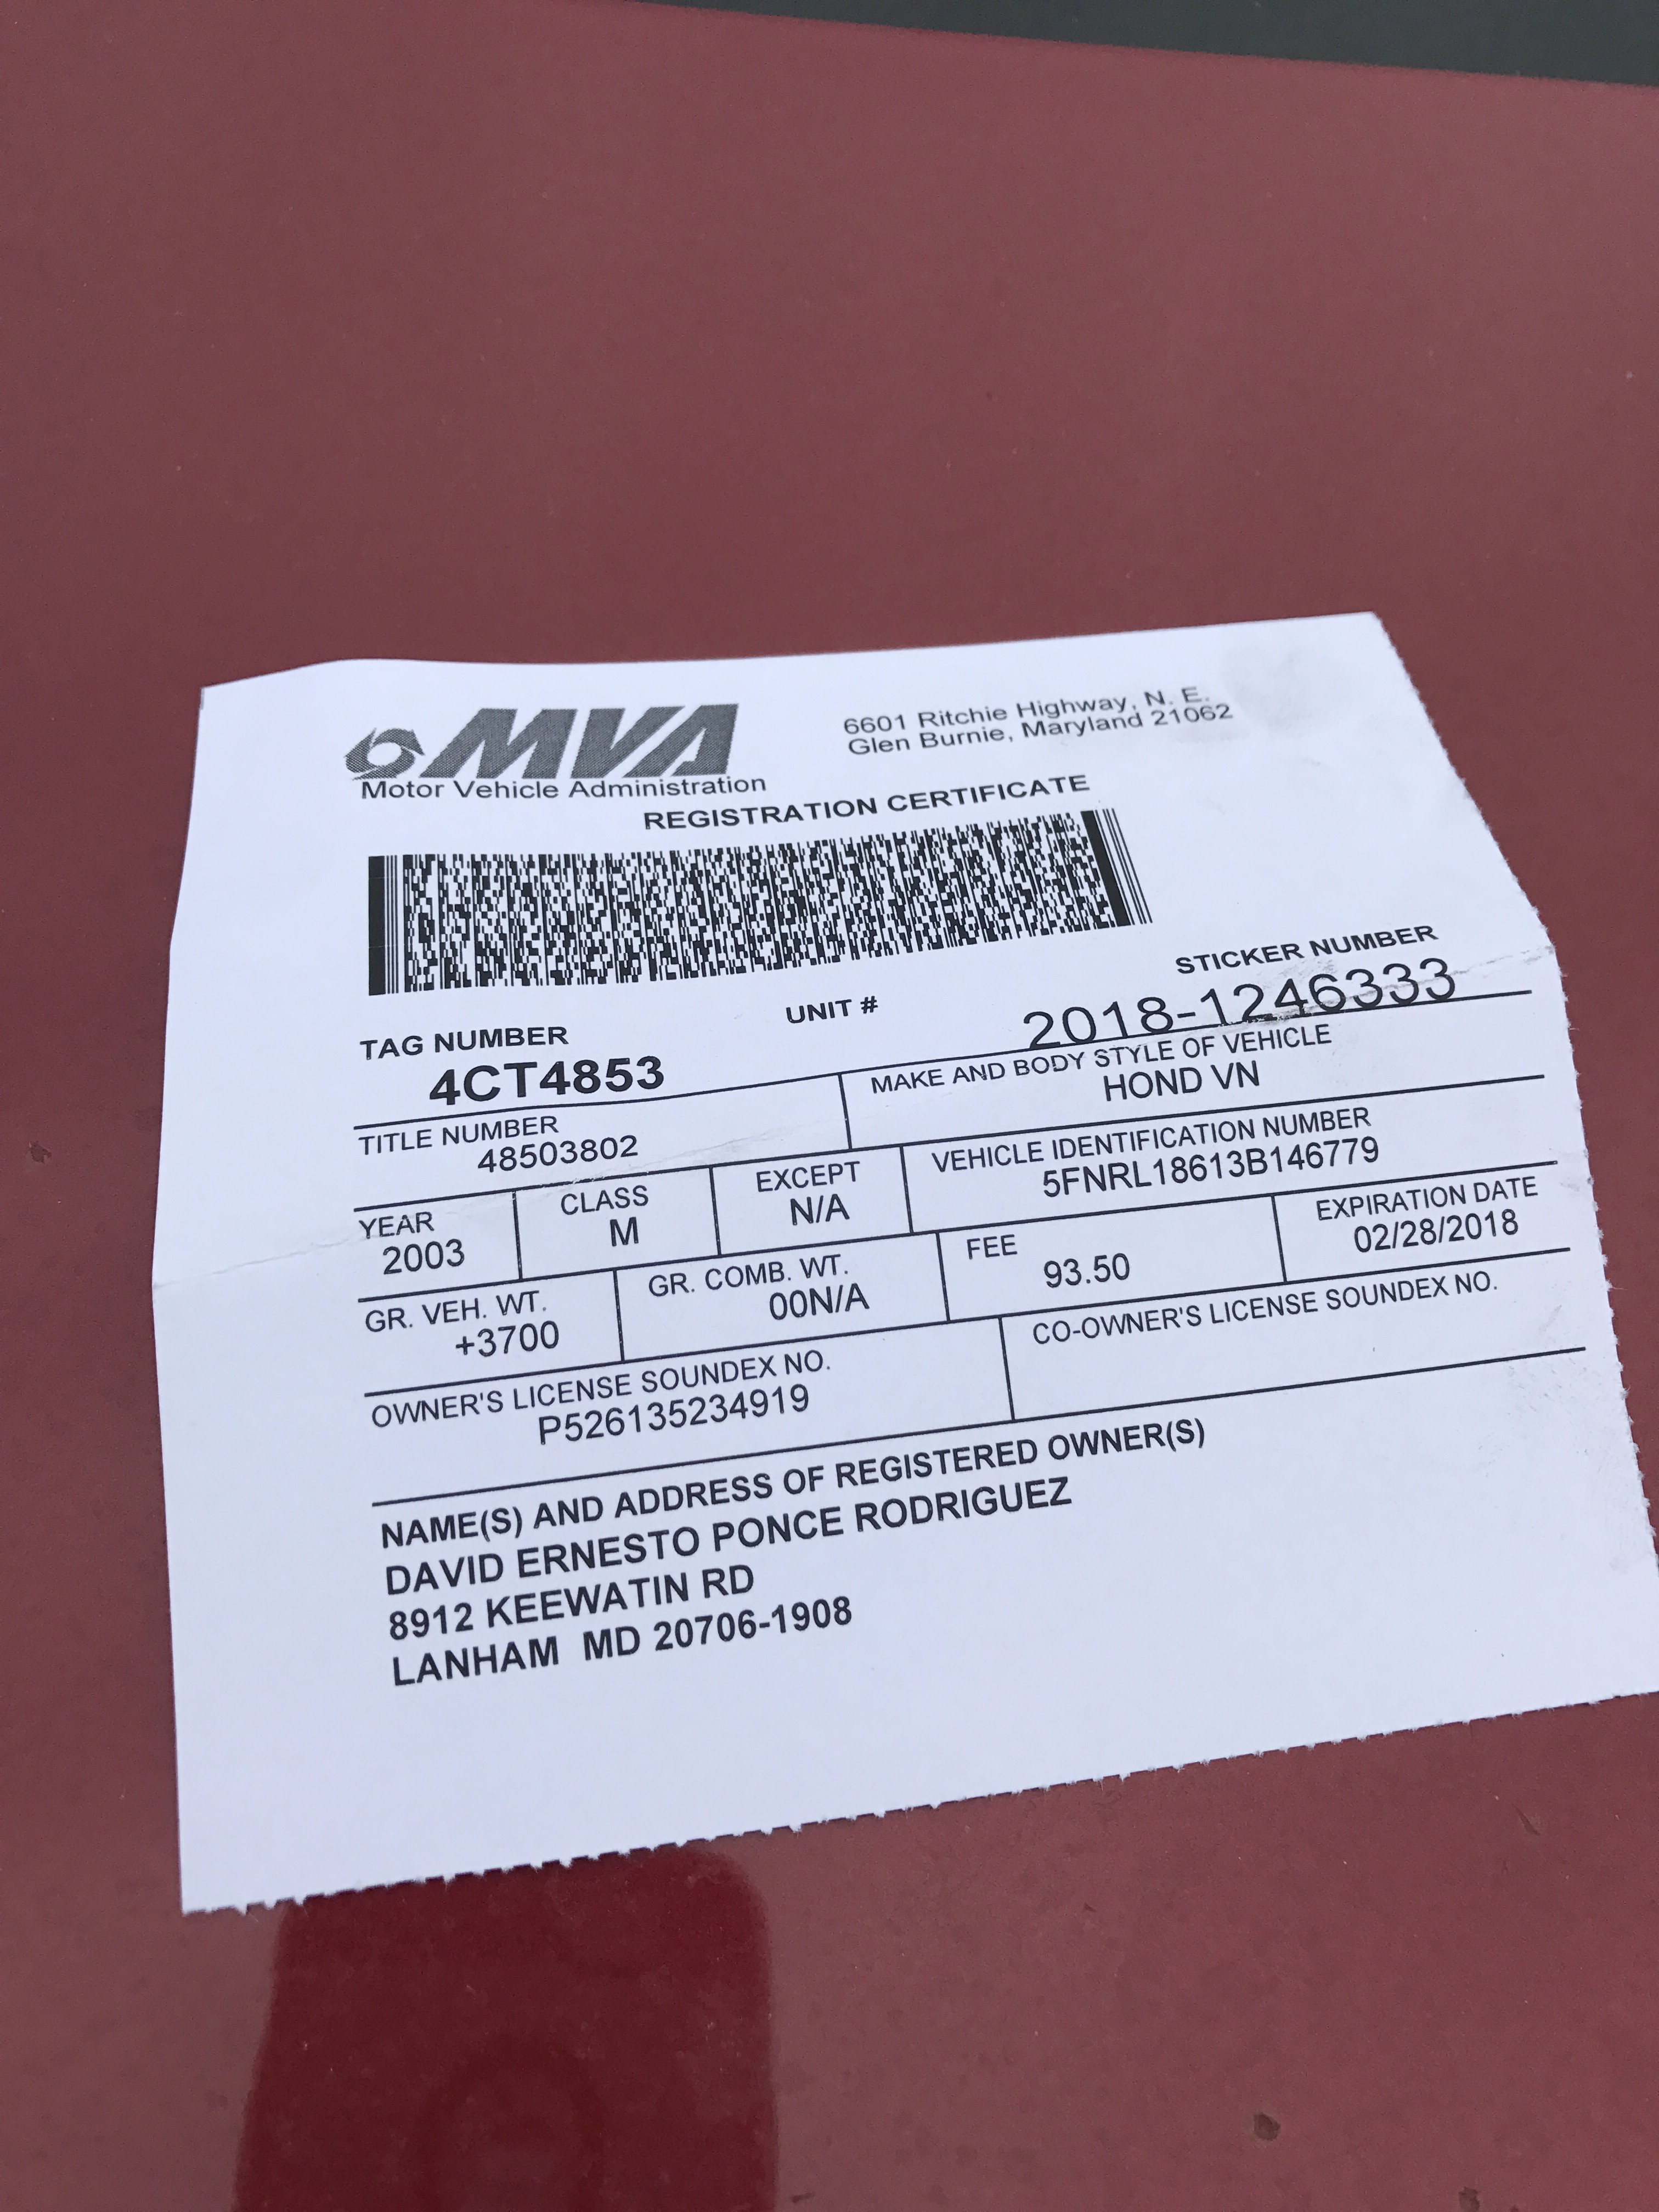 MVA
Motor Vehicle Administration
6601 Ritchie Highway, N. E.
Glen Burnie, Maryland 21062
REGISTRATION CERTIFICATE
TAG NUMBER
4CT4853
UNIT #
STICKER NUMBER
2018-1246333
TITLE NUMBER
48503802
MAKE AND BODY STYLE OF VEHICLE
HOND VN
YEAR
2003
CLASS
M
EXCEPT
N/A
VEHICLE IDENTIFICATION NUMBER
5FNRL18613B146779
GR. VEH. WT.
+3700
GR. COMB. WT.
00N/A
FEE
93.50
EXPIRATION DATE
02/28/2018
OWNER'S LICENSE SOUNDEX NO.
P526135234919
CO-OWNER'S LICENSE SOUNDEX NO.
NAME(S) AND ADDRESS OF REGISTERED OWNER(S)
DAVID ERNESTO PONCE RODRIGUEZ
8912 KEEWATIN RD
LANHAM MD 20706-1908